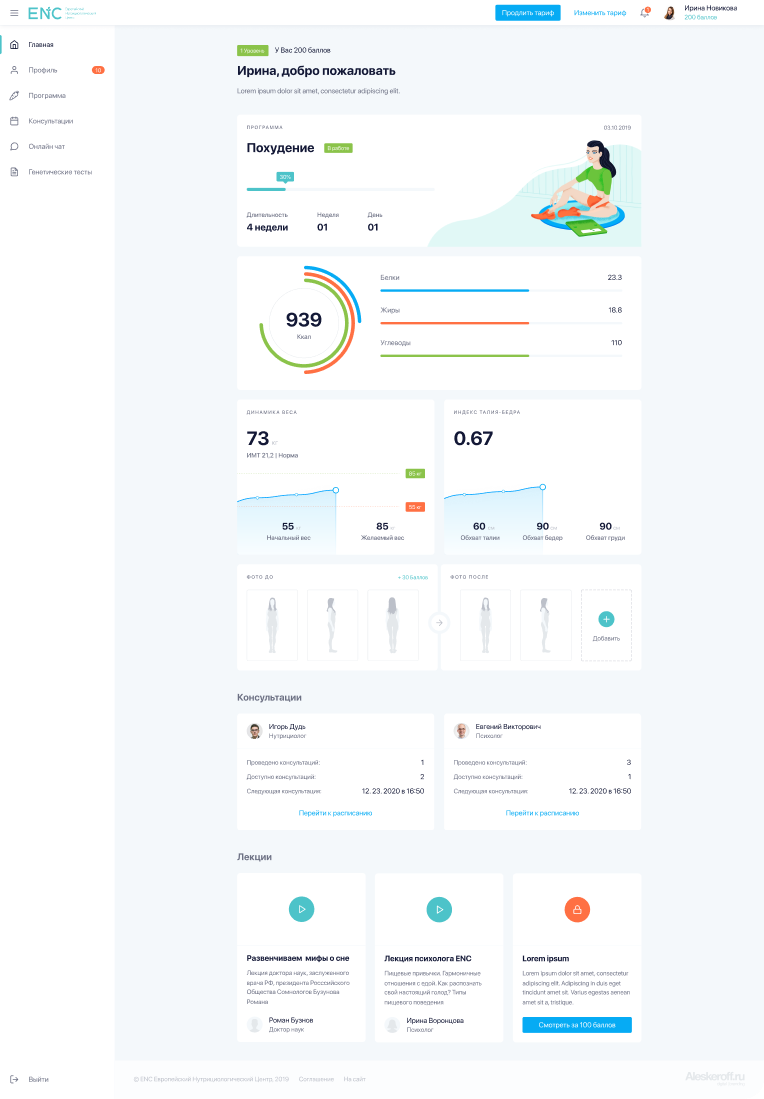 ENC
Продлить тариф
Изменить тариф
Ирина Новикова
200 баллов
Главная
Профиль
10
Программа
Консультации
Онлайн чат
Генетические тесты
Выйти
1 Уровень
У Вас 200 баллов
Ирина, добро пожаловать
Lorem ipsum dolor sit amet, consectetur adipiscing elit.
ПРОГРАММА
03.10.2019
Похудение
В работе
30%
Длительность Неделя День
4 недели 01 01
939
Ккал
Белки 23.3
Жиры 18.8
Углеводы 110
ДИНАМИКА ВЕСА
73 кг
ИМТ 21,2 | Норма
85 кг
55 кг
55 кг
Начальный вес
85 кг
Желаемый вес
ИНДЕКС ТАЛИЯ-БЕДРА
0.67
60 см
Обхват талии
90 см
Обхват бедер
90 см
Обхват груди
ФОТО ДО
+ 30 Баллов
ФОТО ПОСЛЕ
Добавить
Консультации
Игорь Дудь
Нутрициолог
Проведено консультаций: 1
Доступно консультаций: 2
Следующая консультация: 12. 23. 2020 в 16:50
Перейти к расписанию
Евгений Викторович
Психолог
Проведено консультаций: 3
Доступно консультаций: 1
Следующая консультация: 12. 23. 2020 в 16:50
Перейти к расписанию
Лекции
Развенчиваем мифы о сне
Лекция доктора наук, заслуженного
врача РФ, президента Росссийского
Общества Сомнологов Бузунова
Романа
Роман Бузнов
Доктор наук
Лекция психолога ENC
Пищевые привычки. Гармоничные
отношения с едой. Как распознать
свой настоящий голод? Типы
пищевого поведения
Ирина Воронцова
Психолог
Lorem ipsum
Lorem ipsum dolor sit amet, consectetur
adipiscing elit. Adipiscing in duis eget
tincidunt amet sit. Varius egestas aenean
amet sit a, tristique.
Смотреть за 100 баллов
© ENC Европейский Нутрициологический Центр, 2019
Соглашение
На сайт
Aleskaroff.ru